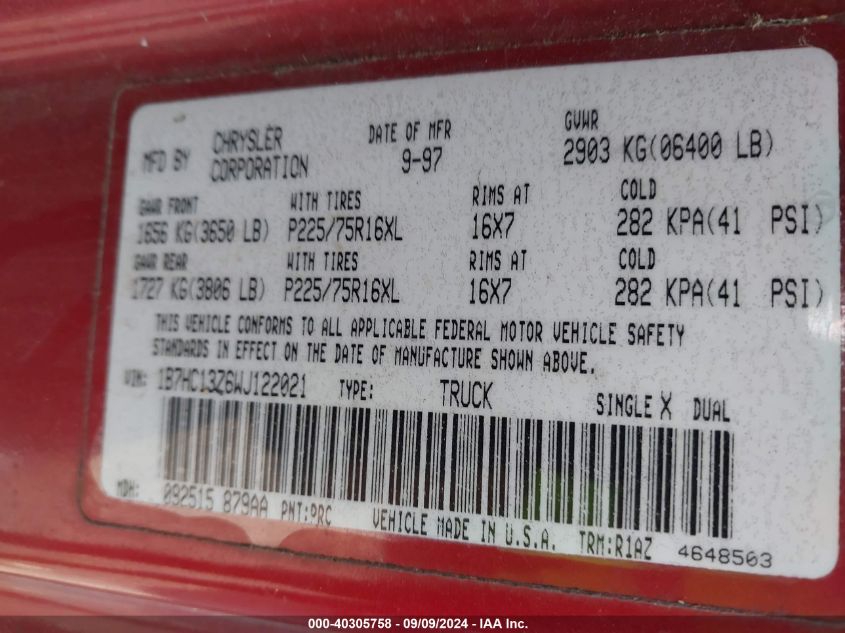 MFD BY CHRYSLER CORPORATION DATE OF MFR 9-97 GVWR 2903 KG(06400 LB)
GAWR FRONT WITH TIRES RIMS AT COLD
1656 KG(3650 LB) P225/75R16XL 16X7 282 KPA(41 PSI)
GAWR REAR WITH TIRES RIMS AT COLD
1727 KG(3806 LB) P225/75R16XL 16X7 282 KPA(41 PSI)
THIS VEHICLE CONFORMS TO ALL APPLICABLE FEDERAL MOTOR VEHICLE SAFETY
STANDARDS IN EFFECT ON THE DATE OF MANUFACTURE SHOWN ABOVE.
VIN: 1B7HC13Z6WJ122021 TYPE: TRUCK SINGLE X DUAL
MDH: 092515 879AA PNT:PRC VEHICLE MADE IN U.S.A. TRM:R1AZ 4648503
000-40305758 - 09/09/2024 - IAA Inc.